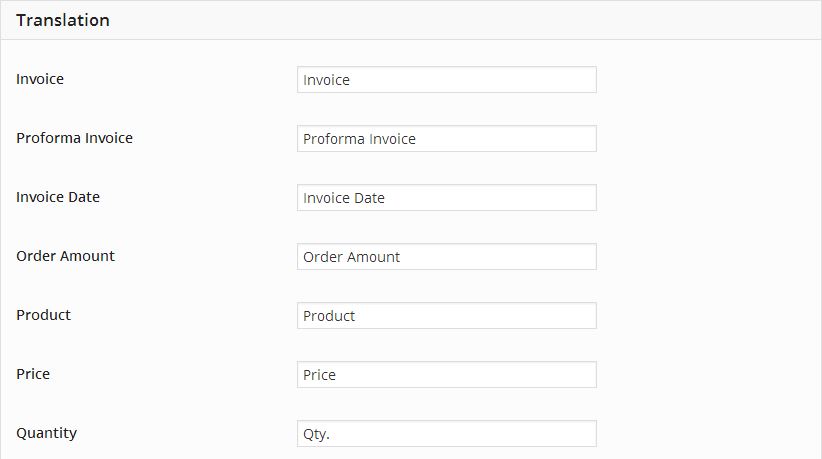 Translation
Invoice Invoice
Proforma Invoice Proforma Invoice
Invoice Date Invoice Date
Order Amount Order Amount
Product Product
Price Price
Quantity Qty.